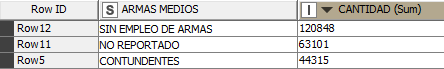 Row ID S ARMAS MEDIOS I CANTIDAD (Sum)
Row12 SIN EMPLEO DE ARMAS 120848
Row11 NO REPORTADO 63101
Row5 CONTUNDENTES 44315